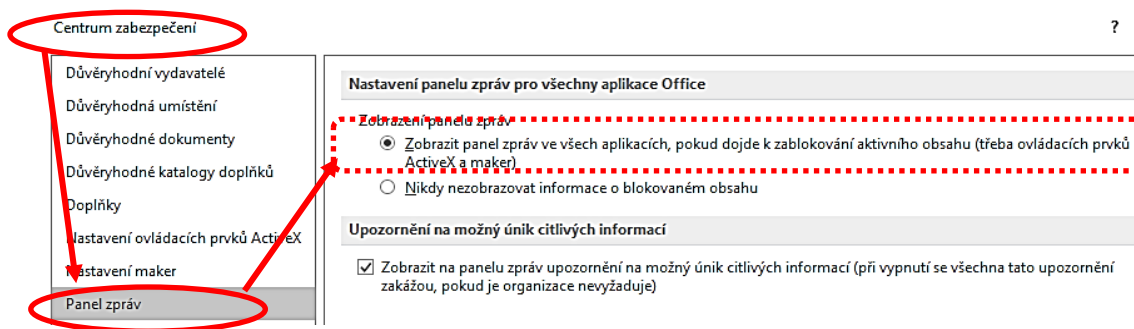 Centrum zabezpečení
?
Důvěryhodní vydavatelé
Důvěryhodná umístění
Důvěryhodné dokumenty
Důvěryhodné katalogy doplňků
Doplňky
Nastavení ovládacích prvků ActiveX
Nastavení maker
Panel zpráv
Nastavení panelu zpráv pro všechny aplikace Office
Zobrazení panelu zpráv
Zobrazit panel zpráv ve všech aplikacích, pokud dojde k zablokování aktivního obsahu (třeba ovládacích prvků
ActiveX a maker)
Nikdy nezobrazovat informace o blokovaném obsahu
Upozornění na možný únik citlivých informací
Zobrazit na panelu zpráv upozornění na možný únik citlivých informací (při vypnutí se všechna tato upozornění
zakážou, pokud je organizace nevyžaduje)